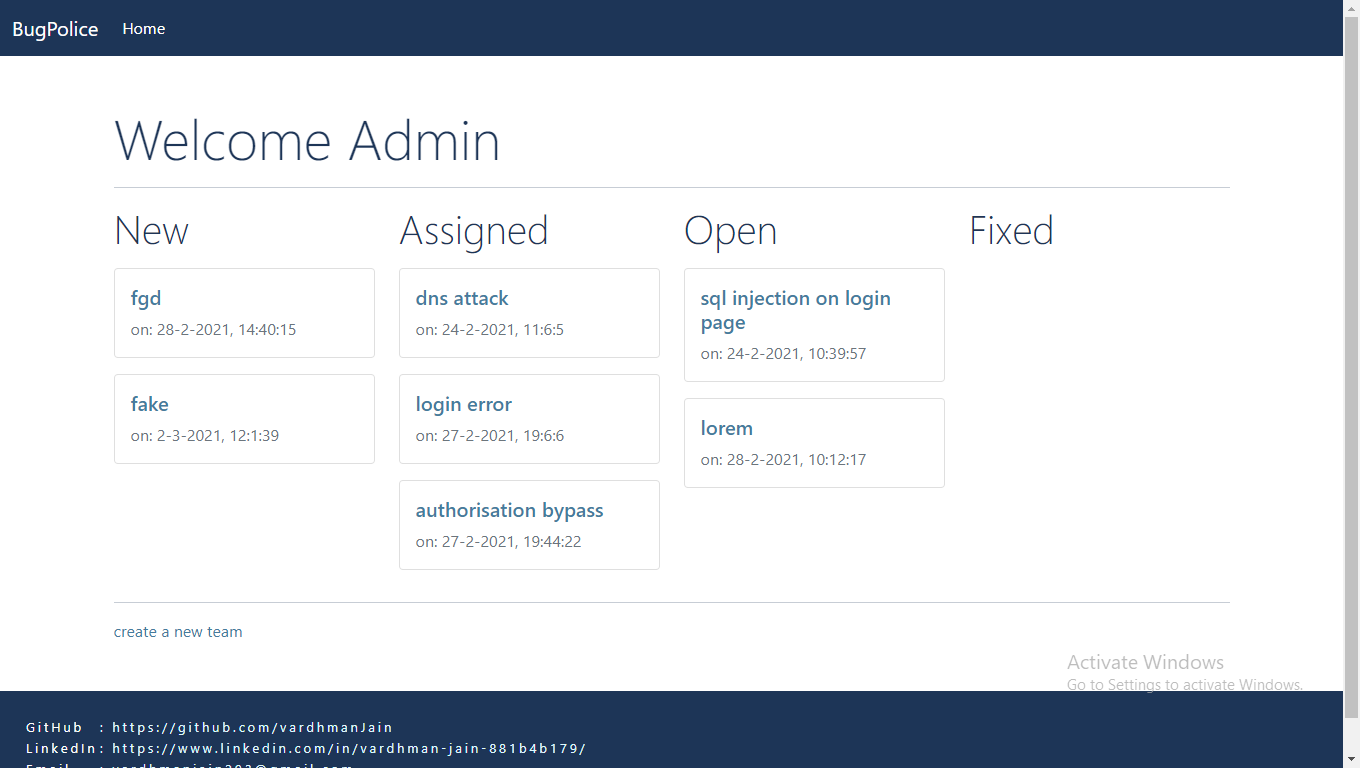 BugPolice Home
Welcome Admin
New
fgd
on: 28-2-2021, 14:40:15
fake
on: 2-3-2021, 12:1:39
Assigned
dns attack
on: 24-2-2021, 11:6:5
login error
on: 27-2-2021, 19:6:6
authorisation bypass
on: 27-2-2021, 19:44:22
Open
sql injection on login
page
on: 24-2-2021, 10:39:57
lorem
on: 28-2-2021, 10:12:17
Fixed
create a new team
Activate Windows
Go to Settings to activate Windows.
GitHub : https://github.com/vardhmanJain
LinkedIn : https://www.linkedin.com/in/vardhman-jain-881b4b179/
Email :